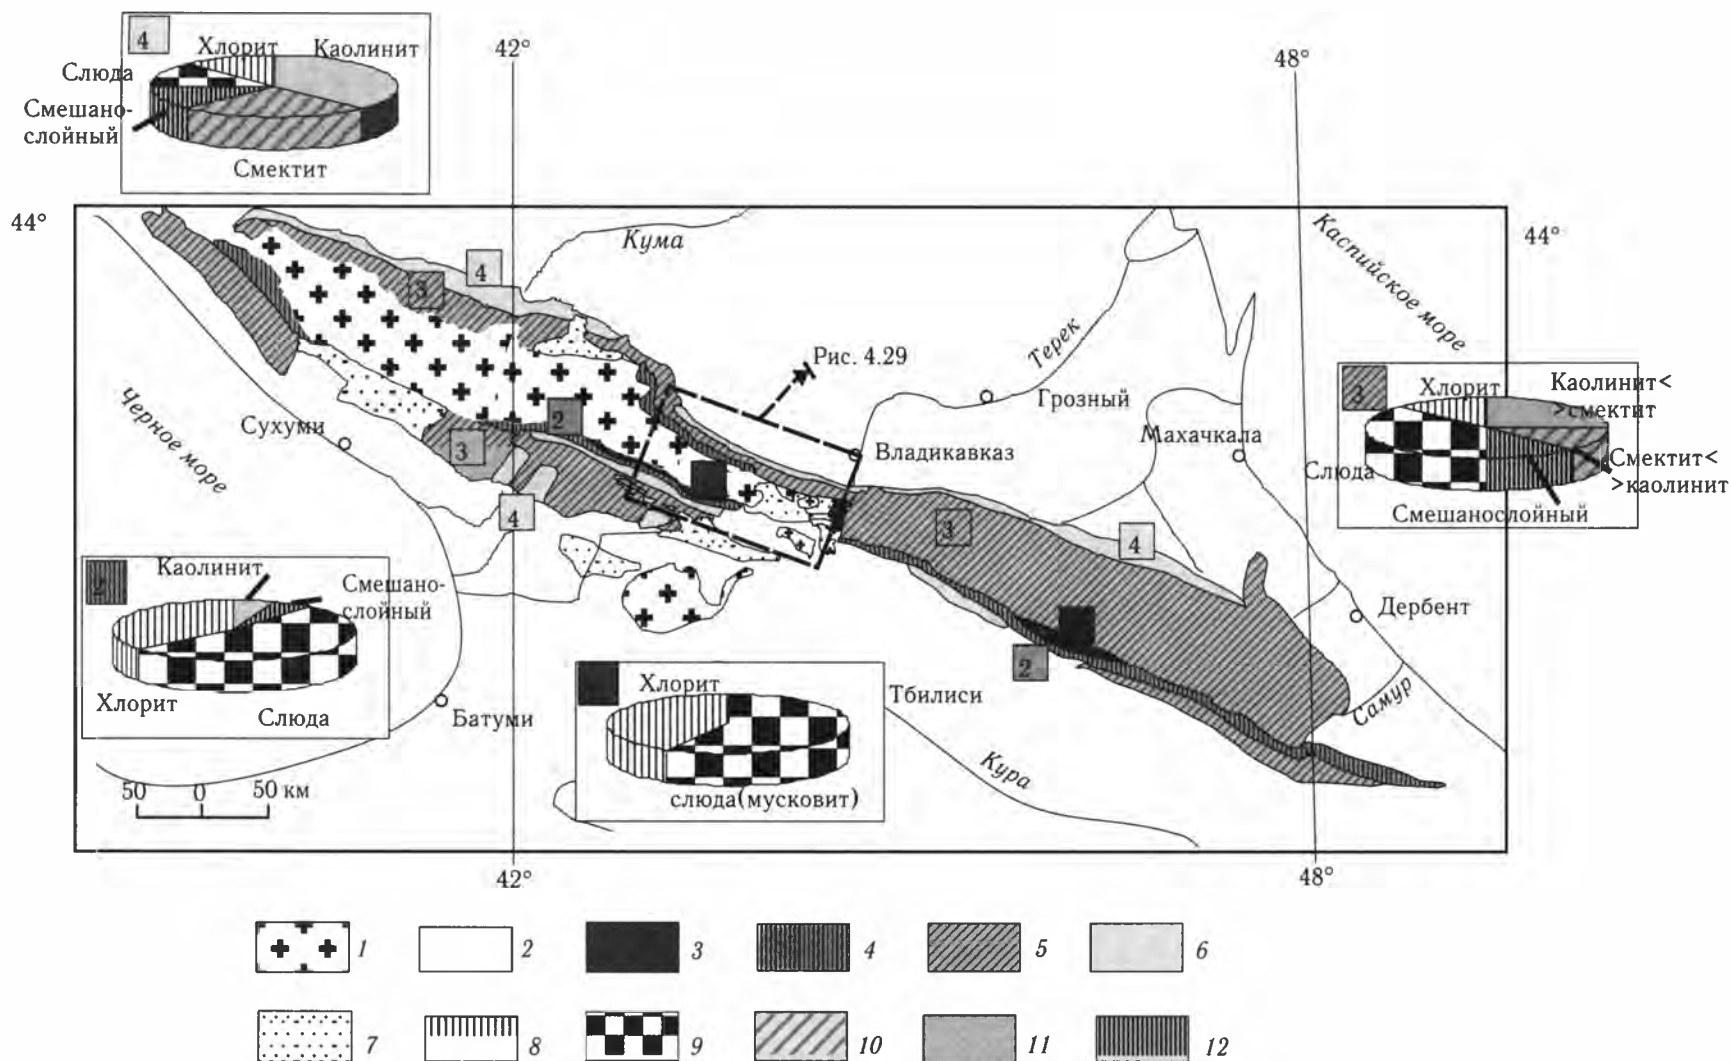 4
Хлорит
Каолинит
Слюда
Смешано-
слойный
Смектит
42°
48°
44°
44°
Кума
Каспийское море
4
3
Рис. 4.29
Терек
Грозный
Черное море
Сухуми
2
3
4
Владикавказ
Махачкала
3
4
3
Хлорит
Каолинит<
>смектит
Слюда
Смектит<
>каолинит
Смешанослойный
Каолинит
Смешано-
слойный
Хлорит
Слюда
Батуми
50 0 50 км
Хлорит
слюда(мусковит)
Тбилиси
Кура
2
Дербент
Самур
42°
48°
1
2
3
4
5
6
7
8
9
10
11
12